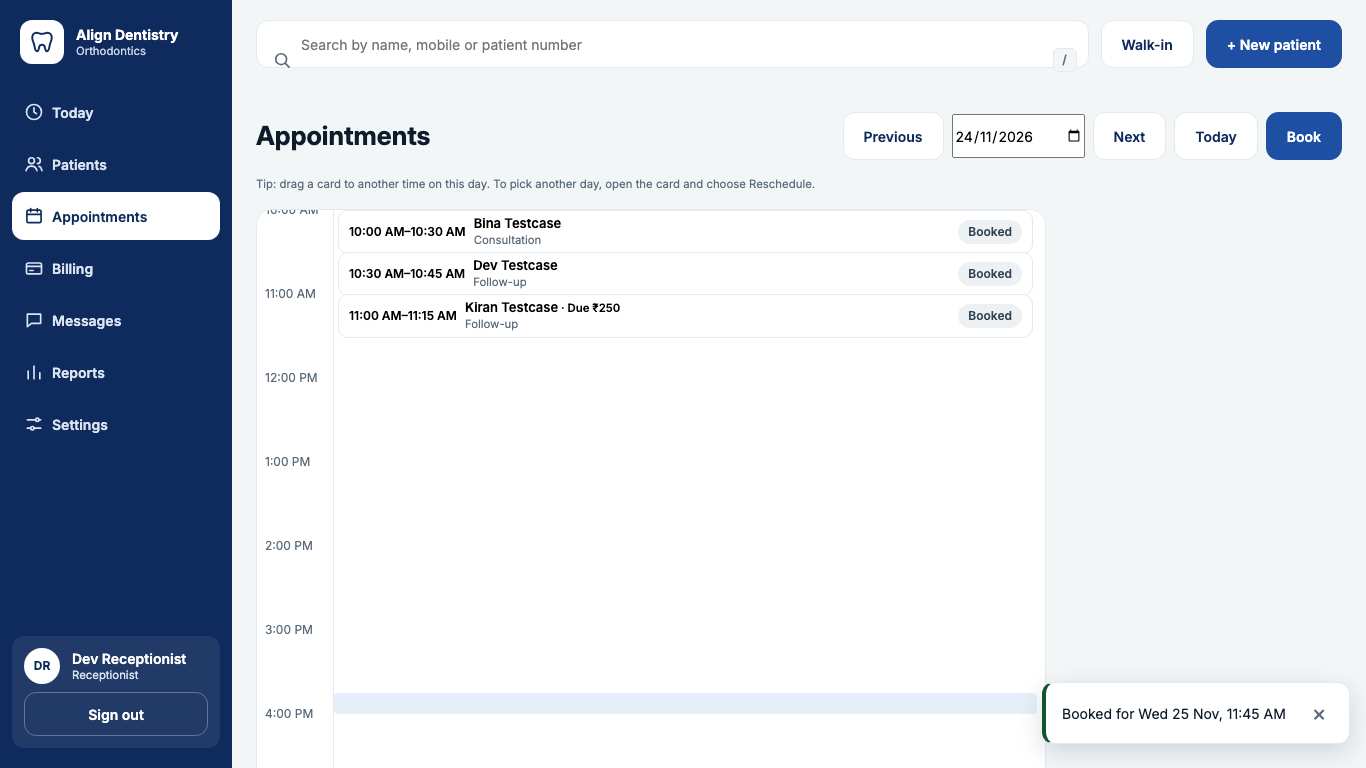 Align Dentistry
Orthodontics
Today
Patients
Appointments
Billing
Messages
Reports
Settings
DR
Dev Receptionist
Receptionist
Sign out
Search by name, mobile or patient number
/
Walk-in
+ New patient
Appointments
Previous
24/11/2026
Next
Today
Book
Tip: drag a card to another time on this day. To pick another day, open the card and choose Reschedule.
10:00 AM
10:00 AM–10:30 AM
Bina Testcase
Consultation
Booked
10:30 AM–10:45 AM
Dev Testcase
Follow-up
Booked
11:00 AM
11:00 AM–11:15 AM
Kiran Testcase · Due ₹250
Follow-up
Booked
12:00 PM
1:00 PM
2:00 PM
3:00 PM
4:00 PM
Booked for Wed 25 Nov, 11:45 AM